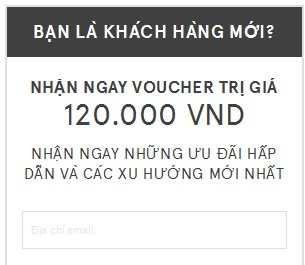 BẠN LÀ KHÁCH HÀNG MỚI?
NHẬN NGAY VOUCHER TRỊ GIÁ
120.000 VND
NHẬN NGAY NHỮNG ƯU ĐÃI HẤP
DẪN VÀ CÁC XU HƯỚNG MỚI NHẤT
Địa chỉ email